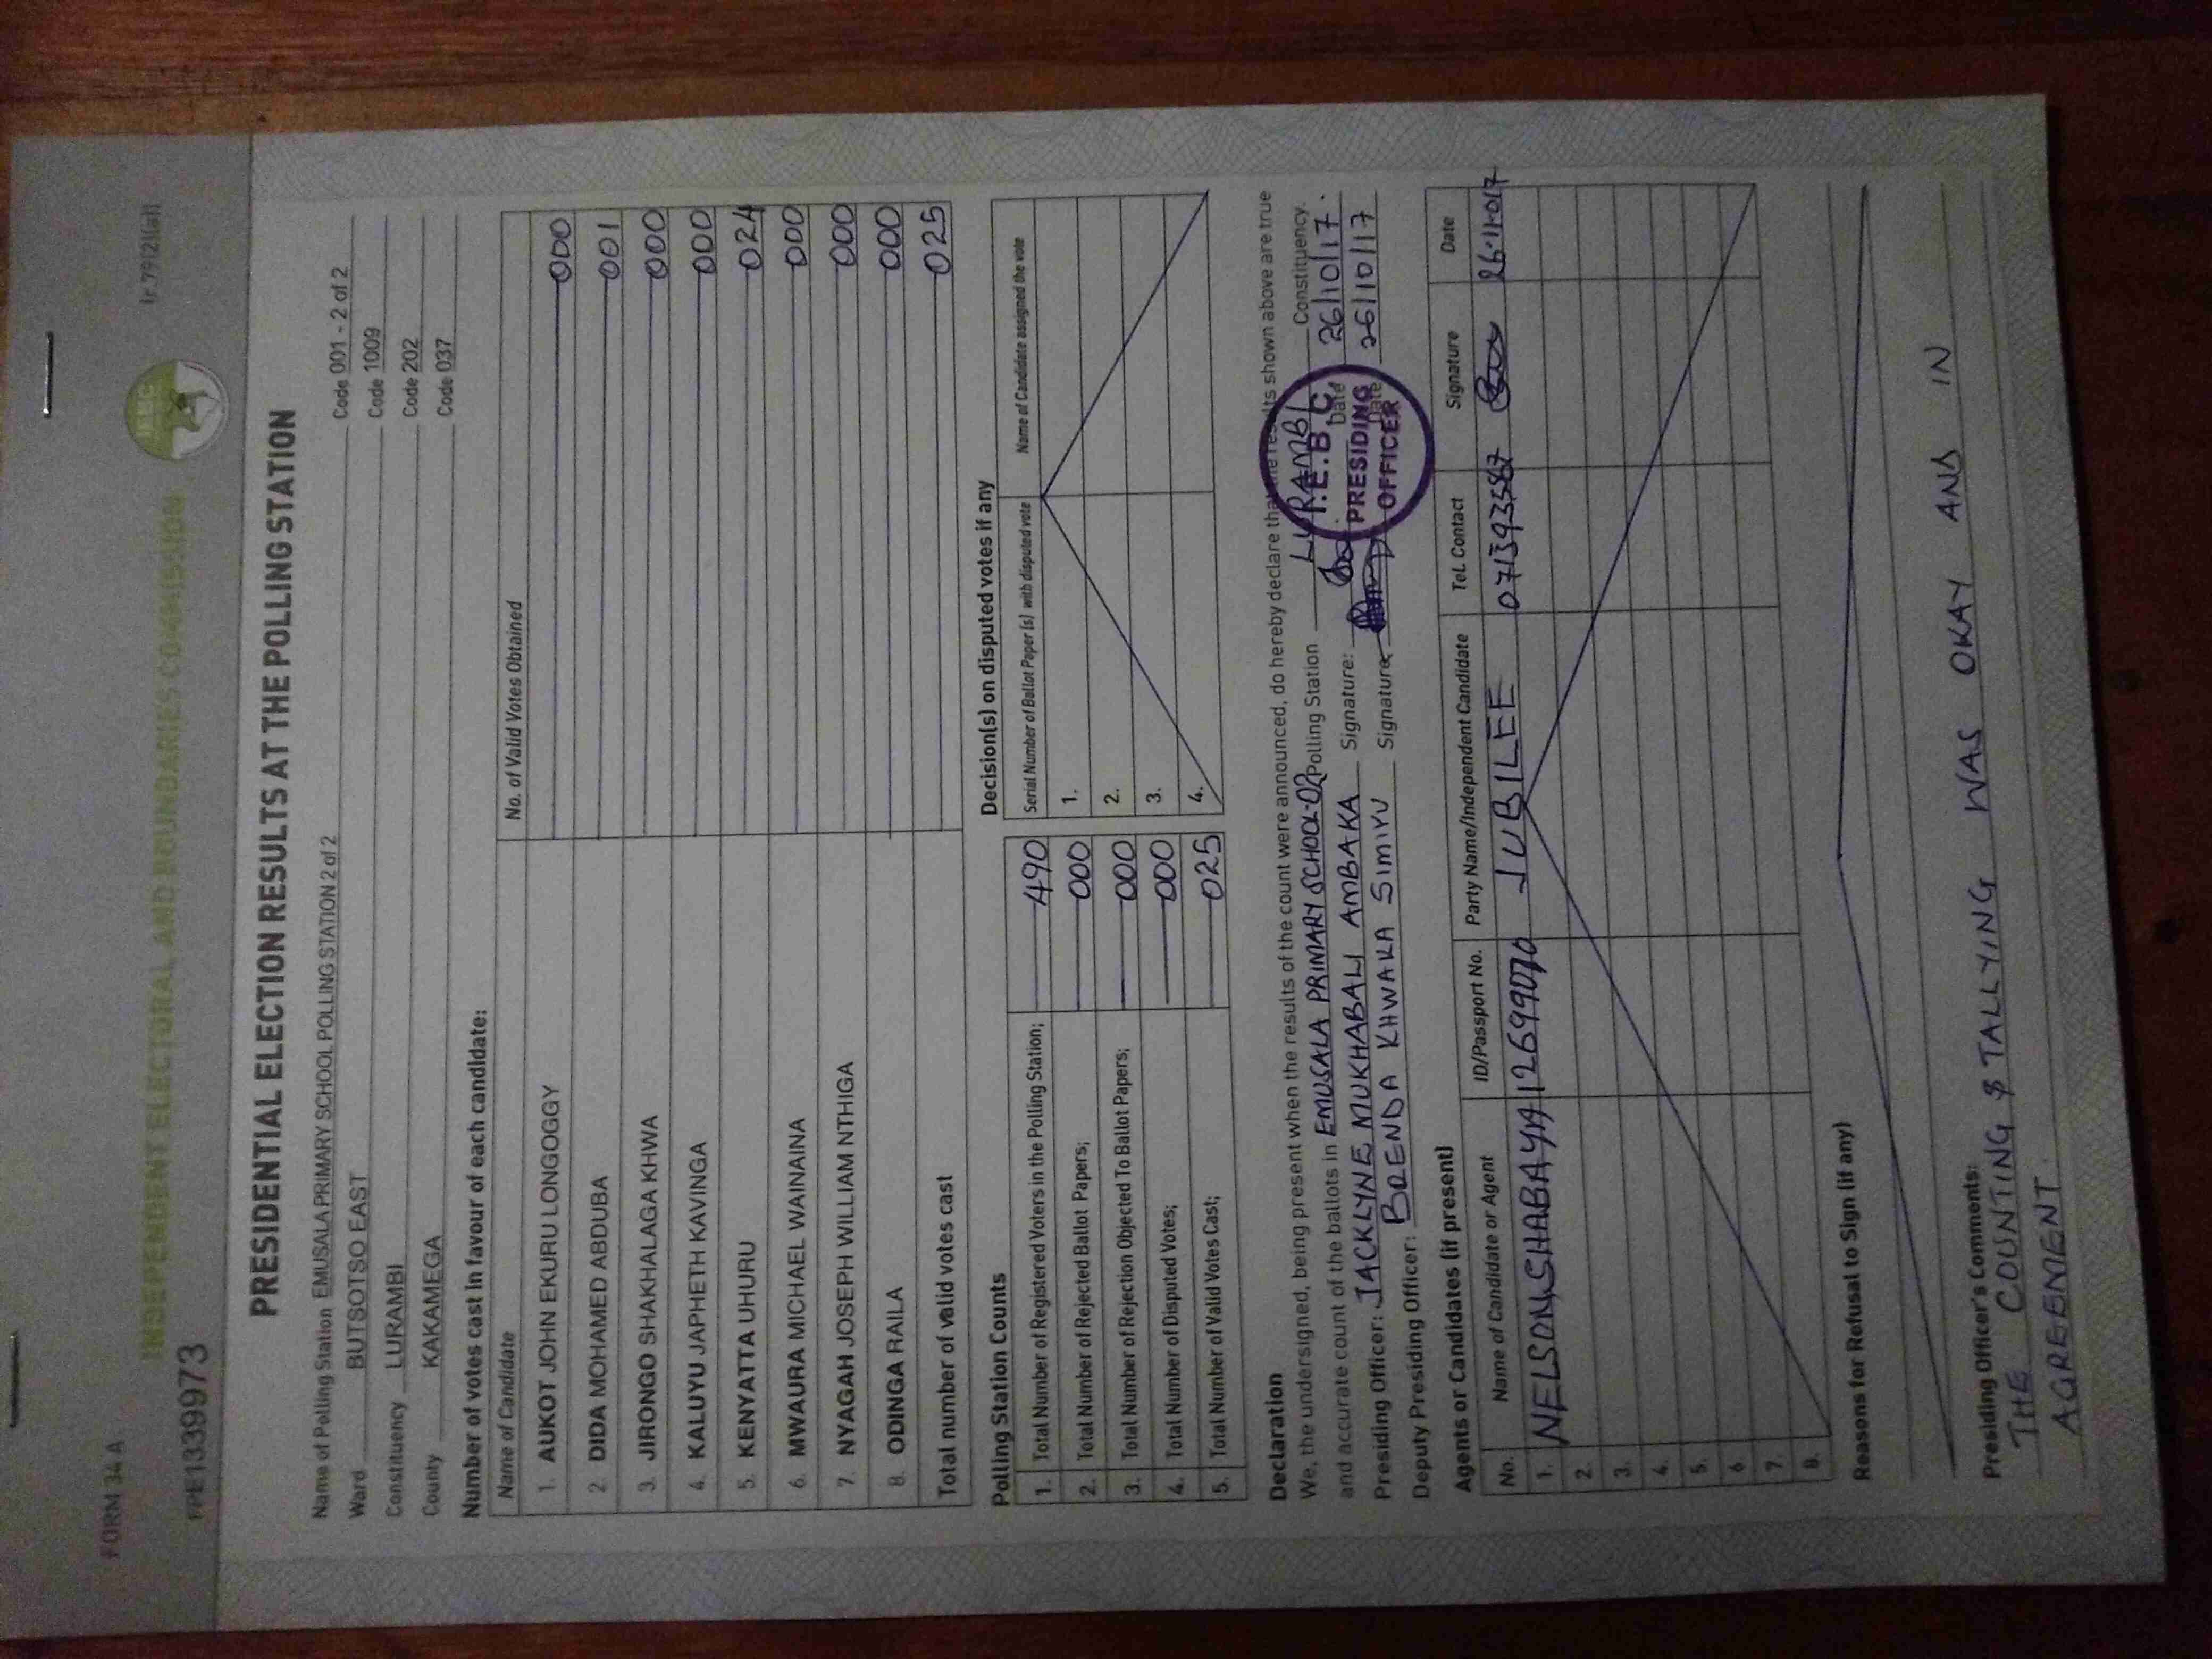 FORM 34A
INDEPENDENT ELECTORAL AND BOUNDARIES COMMISSION
IEBC
r. 79(2)(a)
PRE1339973
PRESIDENTIAL ELECTION RESULTS AT THE POLLING STATION
Name of Polling Station EMUSALA PRIMARY SCHOOL POLLING STATION 2 of 2 Code 001 - 2 of 2
Ward BUTSOTSO EAST Code 1009
Constituency LURAMBI Code 202
County KAKAMEGA Code 037
Number of votes cast in favour of each candidate:
Name of Candidate No. of Valid Votes Obtained
1. AUKOT JOHN EKURU LONGOGGY 000
2. DIDA MOHAMED ABDUBA 001
3. JIRONGO SHAKHALAGA KHWA 000
4. KALUYU JAPHETH KAVINGA 000
5. KENYATTA UHURU 024
6. MWAURA MICHAEL WAINAINA 000
7. NYAGAH JOSEPH WILLIAM NTHIGA 000
8. ODINGA RAILA 000
Total number of valid votes cast 025
Polling Station Counts
1. Total Number of Registered Voters in the Polling Station; 490
2. Total Number of Rejected Ballot Papers; 000
3. Total Number of Rejection Objected To Ballot Papers; 000
4. Total Number of Disputed Votes; 000
5. Total Number of Valid Votes Cast; 025
Decision(s) on disputed votes if any
Serial Number of Ballot Paper (s) with disputed vote Name of Candidate assigned the vote
1.
2.
3.
4.
Declaration
We, the undersigned, being present when the results of the count were announced, do hereby declare that the results shown above are true
and accurate count of the ballots in EMUSALA PRIMARY SCHOOL-02 Polling Station LURAMBI Constituency.
Presiding Officer: JACKLYNE MUKHABALI AMBAKA Signature: Date 26/10/17.
Deputy Presiding Officer: BRENDA KHWAKA SIMIYU Signature Date 26/10/17
I.E.B.C
PRESIDING
OFFICER
Agents or Candidates (if present)
No. Name of Candidate or Agent ID/Passport No. Party Name/Independent Candidate Tel. Contact Signature Date
1. NELSON SHABAYA 12699070 JUBILEE 0713935567
2.
3.
4.
5.
6
7.
8.
Reasons for Refusal to Sign (if any)
Presiding Officer's Comments:
THE COUNTING & TALLYING WAS OKAY AND IN
AGREEMENT.